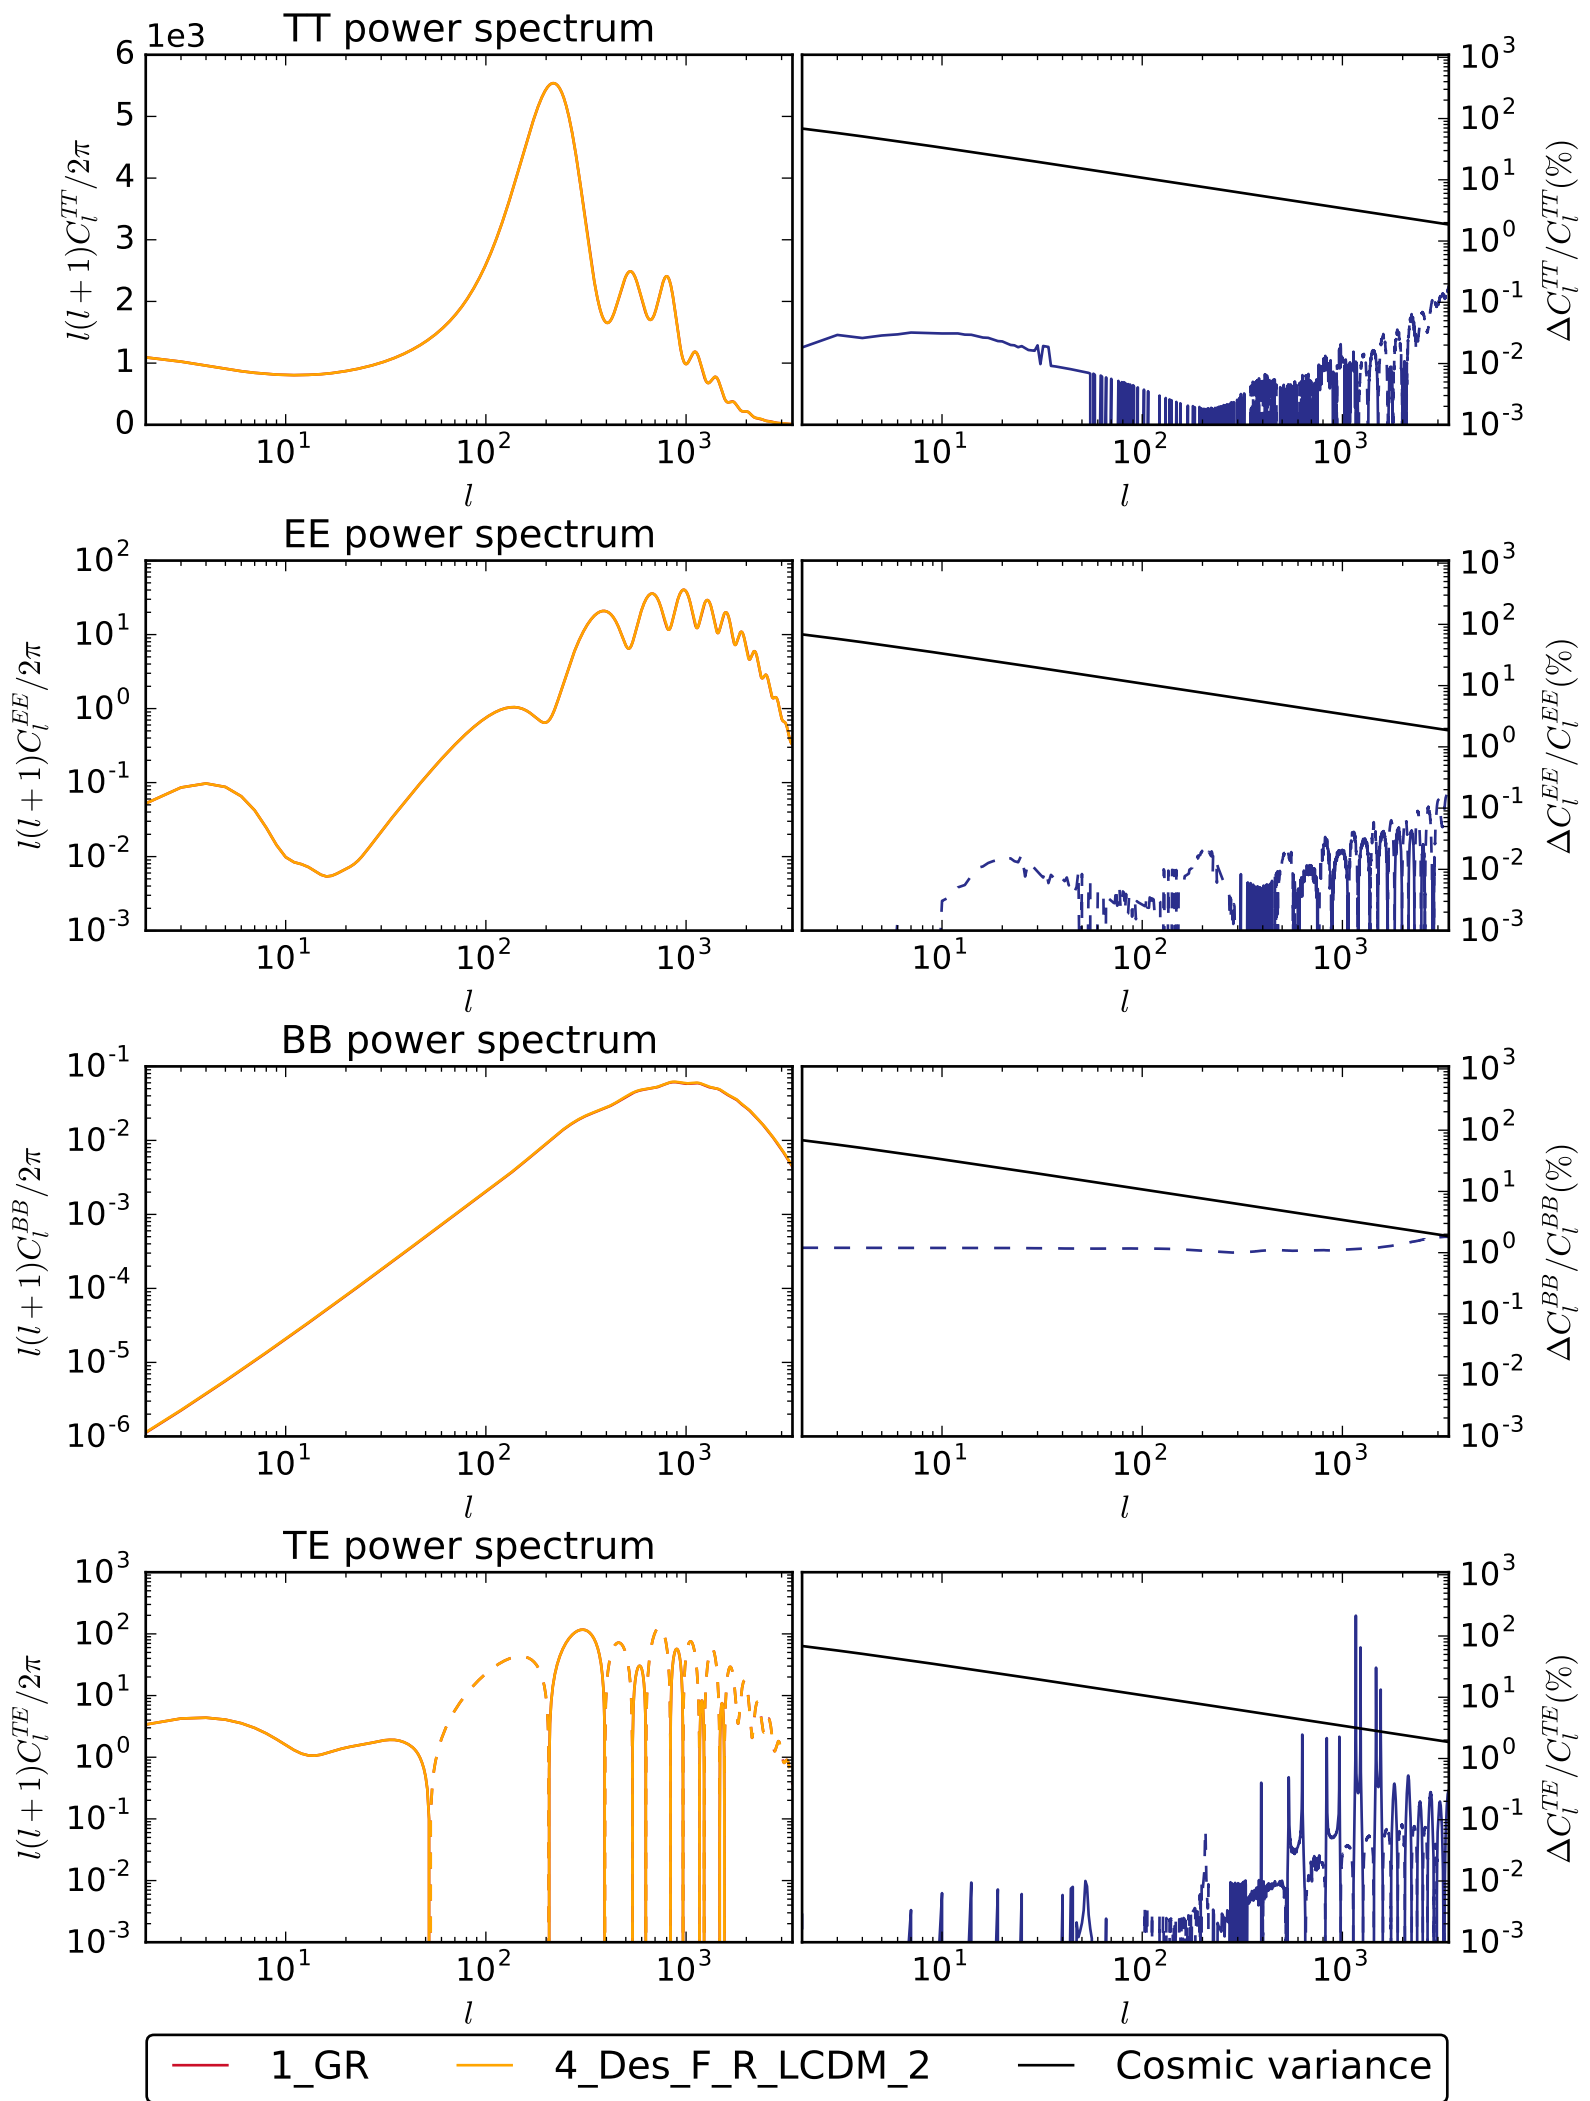 TT power spectrum
1e3
6
5
4
3
2
1
0
l(l + 1)C_l^{TT}/2π
10^1 10^2 10^3
l
10^3
10^2
10^1
10^0
10^-1
10^-2
10^-3
ΔC_l^{TT}/C_l^{TT}(%)
10^1 10^2 10^3
l
EE power spectrum
10^2
10^1
10^0
10^-1
10^-2
10^-3
l(l + 1)C_l^{EE}/2π
10^1 10^2 10^3
l
10^3
10^2
10^1
10^0
10^-1
10^-2
10^-3
ΔC_l^{EE}/C_l^{EE}(%)
10^1 10^2 10^3
l
BB power spectrum
10^-1
10^-2
10^-3
10^-4
10^-5
10^-6
l(l + 1)C_l^{BB}/2π
10^1 10^2 10^3
l
10^3
10^2
10^1
10^0
10^-1
10^-2
10^-3
ΔC_l^{BB}/C_l^{BB}(%)
10^1 10^2 10^3
l
TE power spectrum
10^3
10^2
10^1
10^0
10^-1
10^-2
10^-3
l(l + 1)C_l^{TE}/2π
10^1 10^2 10^3
l
10^3
10^2
10^1
10^0
10^-1
10^-2
10^-3
ΔC_l^{TE}/C_l^{TE}(%)
10^1 10^2 10^3
l
1_GR 4_Des_F_R_LCDM_2 Cosmic variance